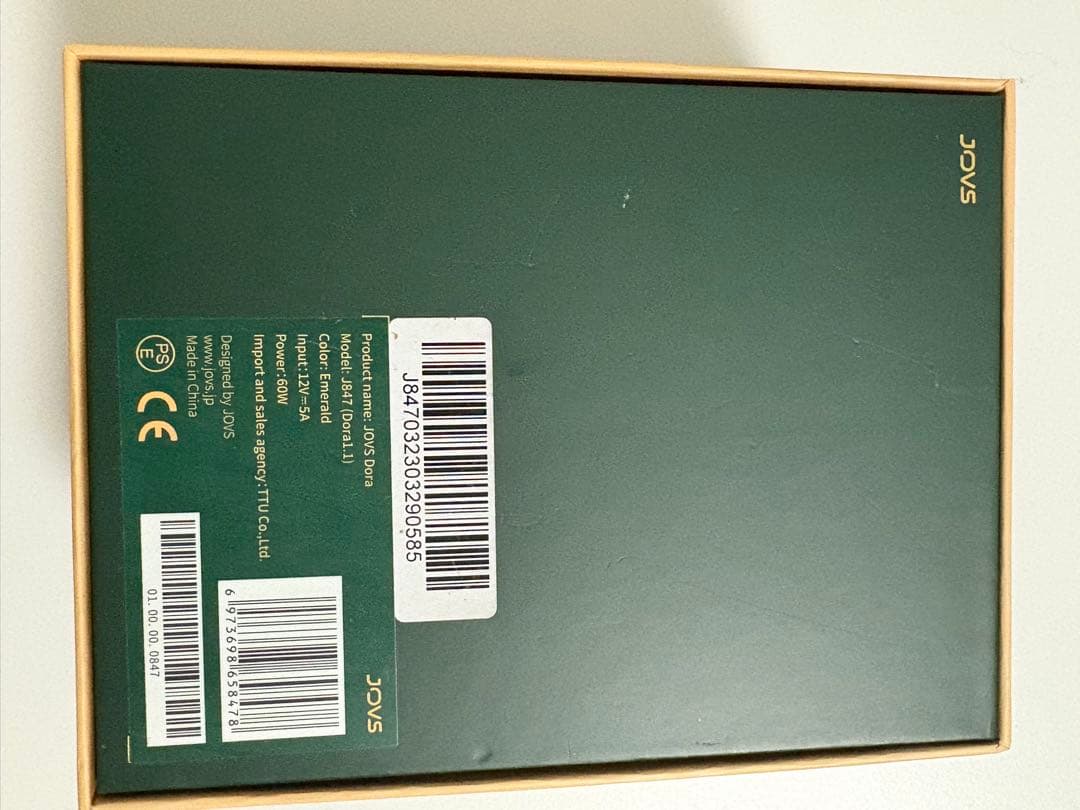 JOVS
J847032303290585
Product name: JOVS Dora
Model: J847 (Dora1.1)
Color: Emerald
Input:12V⎓5A
Power:60W
Import and sales agency:TTU Co.,Ltd.
Designed by JOVS
www.jovs.jp
Made in China
PS
E
CE
JOVS
6 973698 658478
01. 00. 00. 0847